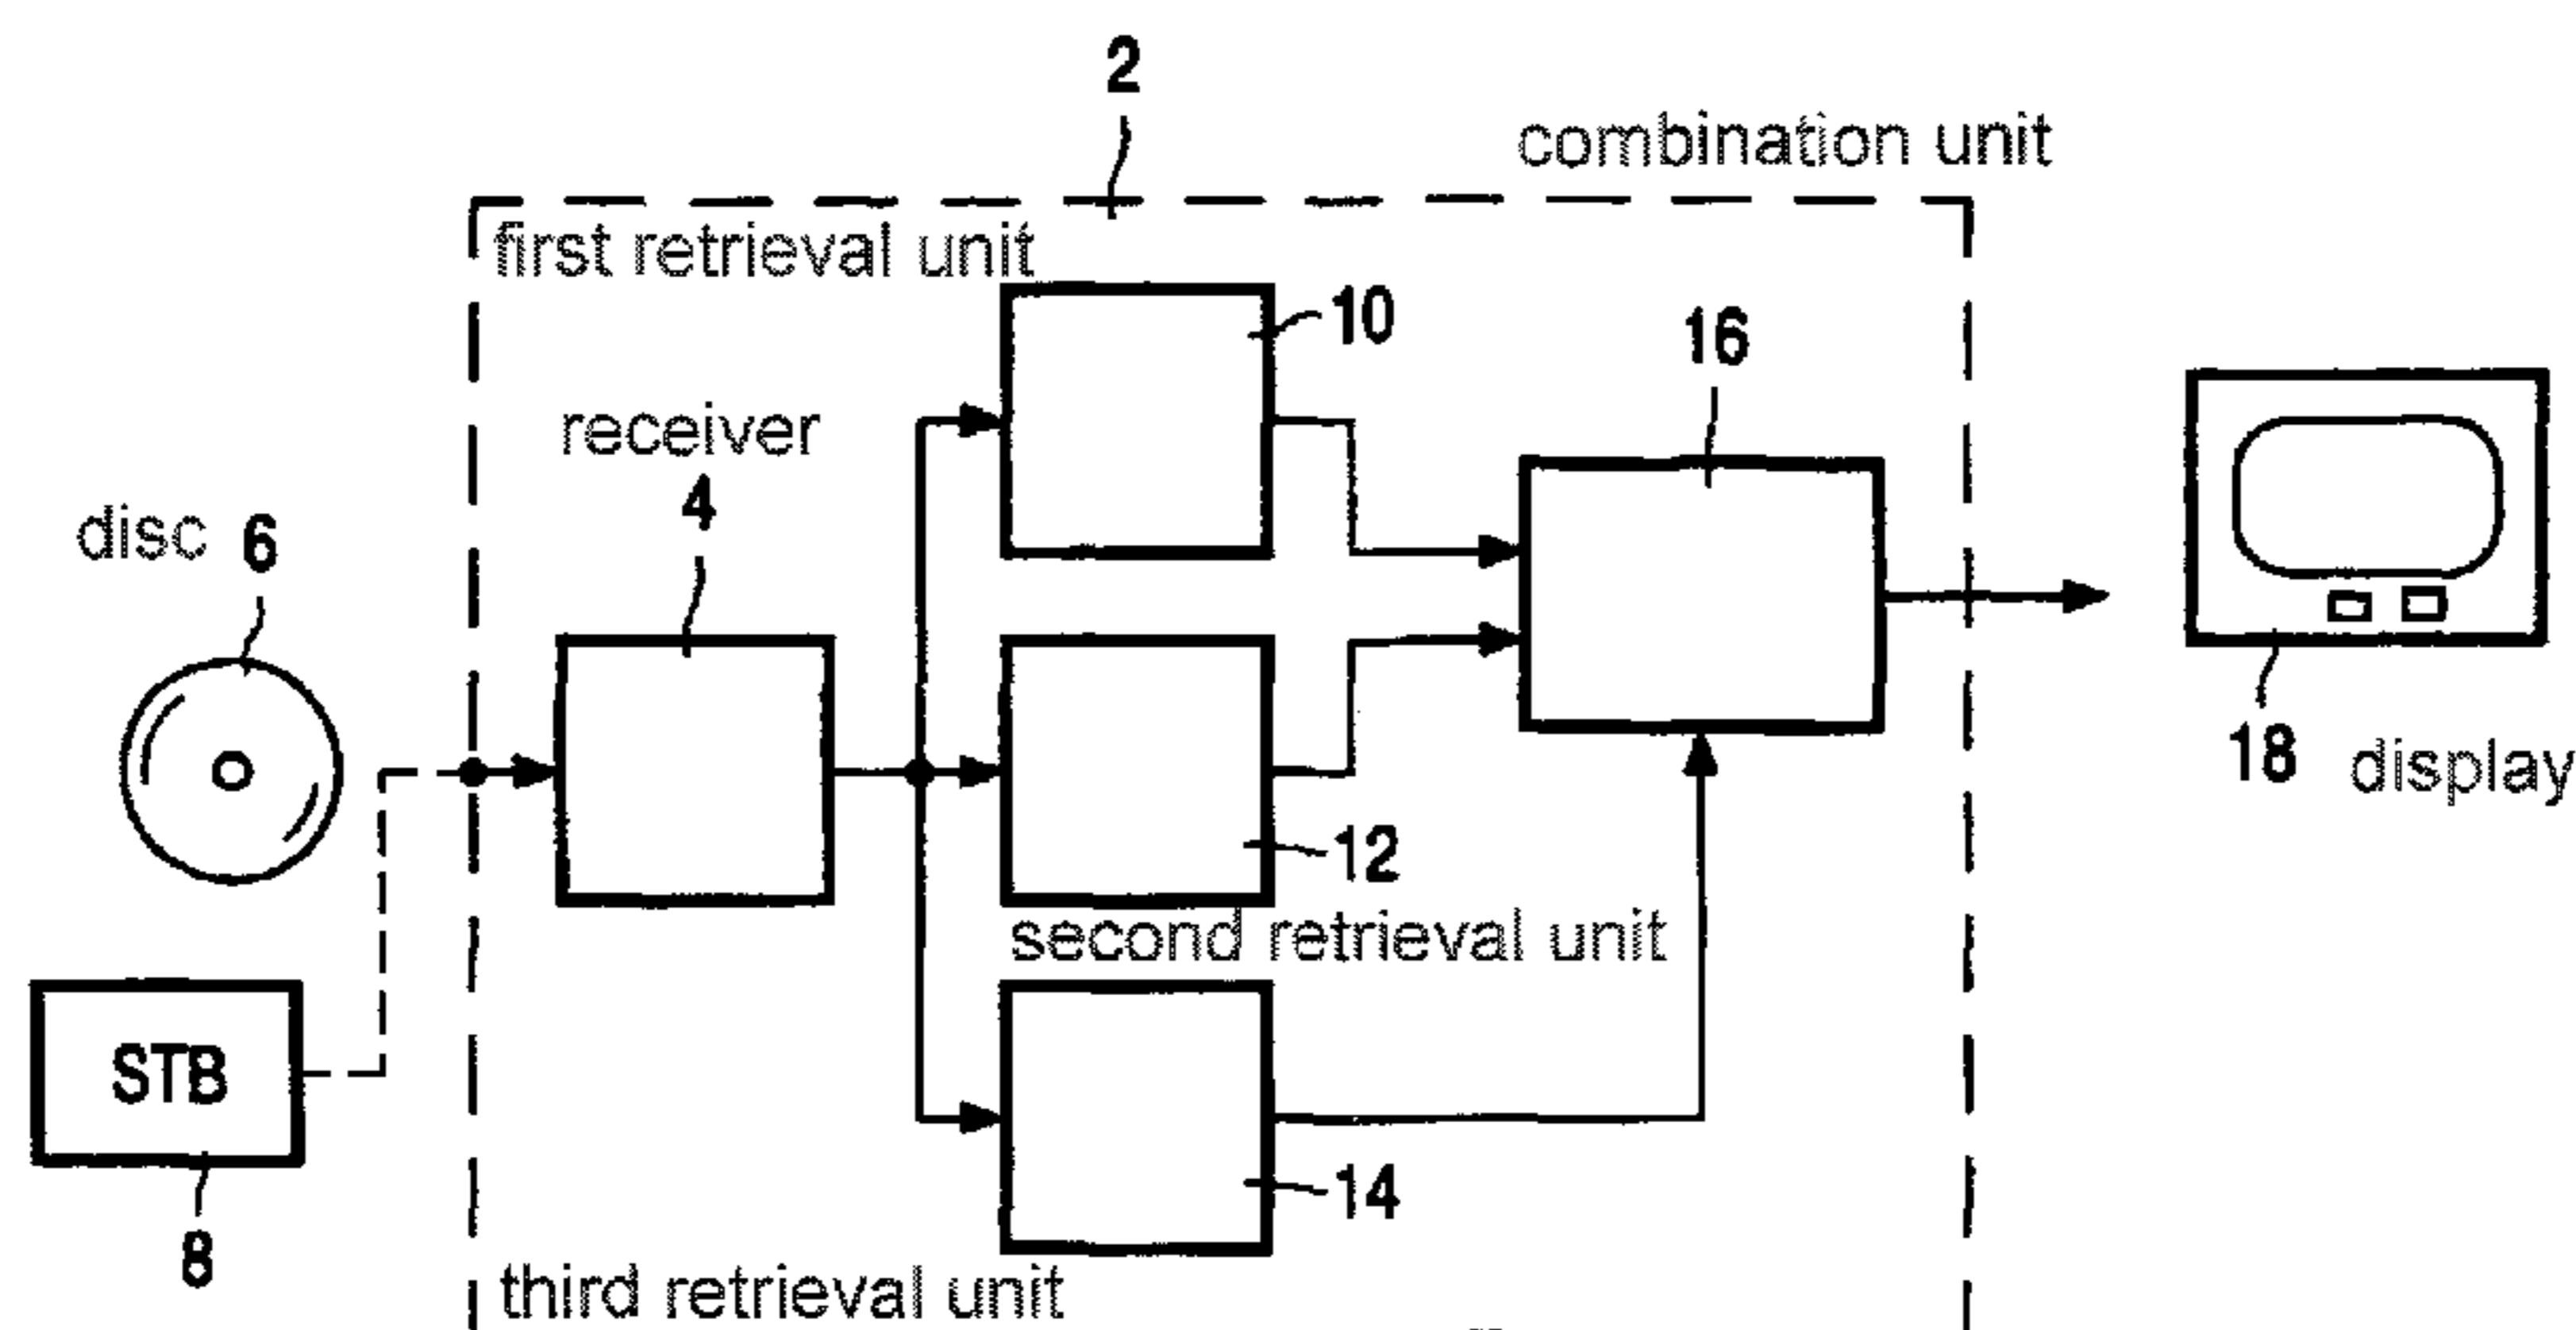 2
combination unit
first retrieval unit
10
16
receiver
4
disc 6
18 display
12
second retrieval unit
STB
14
8
third retrieval unit